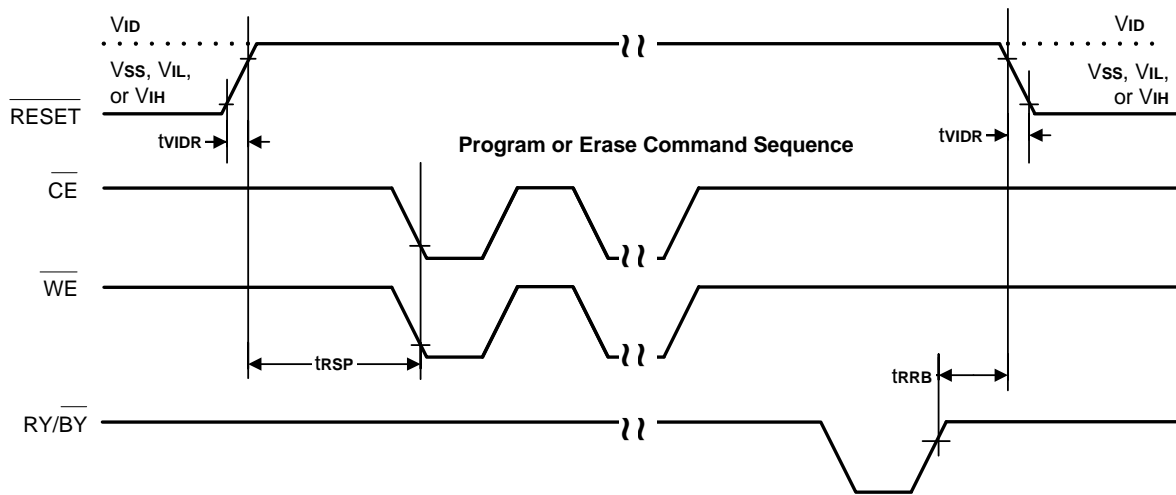 VID
VID
VSS, VIL,
or VIH
VSS, VIL,
or VIH
RESET
tVIDR
tVIDR
Program or Erase Command Sequence
CE
WE
tRSP
tRRB
RY/BY